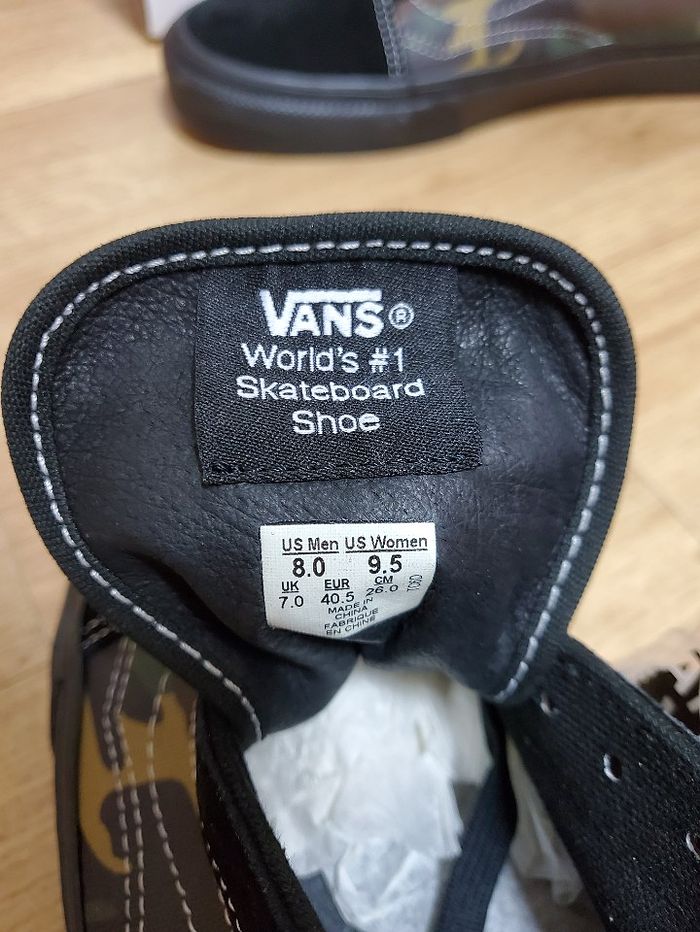 VANS®
World's #1
Skateboard
Shoe
US Men US Women
8.0 9.5
UK EUR CM
7.0 40.5 26.0
MADE IN
CHINA
FABRIQUE
EN CHINE